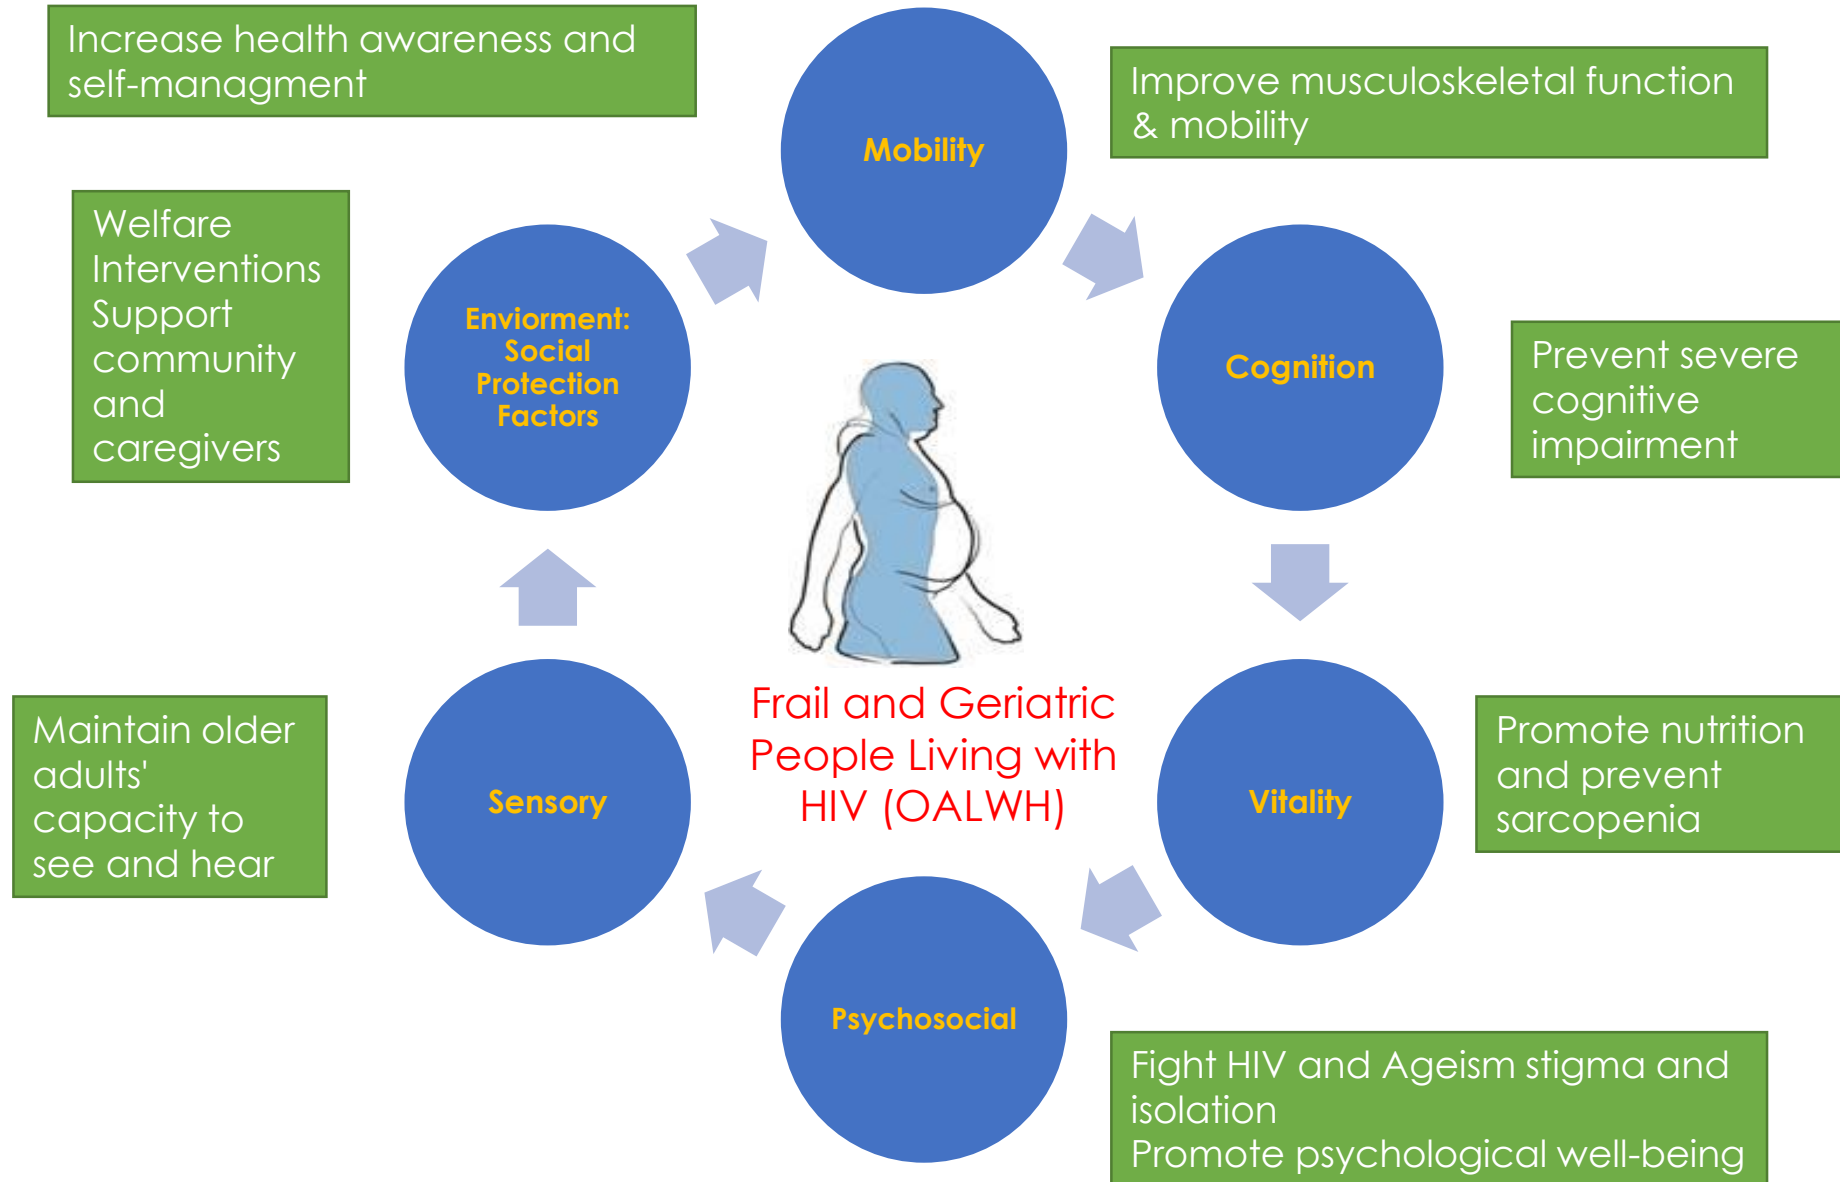 Increase health awareness and
self-managment
Mobility
Improve musculoskeletal function
& mobility
Welfare
Interventions
Support
community
and
caregivers
Enviorment:
Social
Protection
Factors
Cognition
Prevent severe
cognitive
impairment
Frail and Geriatric
People Living with
HIV (OALWH)
Maintain older
adults'
capacity to
see and hear
Sensory
Vitality
Promote nutrition
and prevent
sarcopenia
Psychosocial
Fight HIV and Ageism stigma and
isolation
Promote psychological well-being